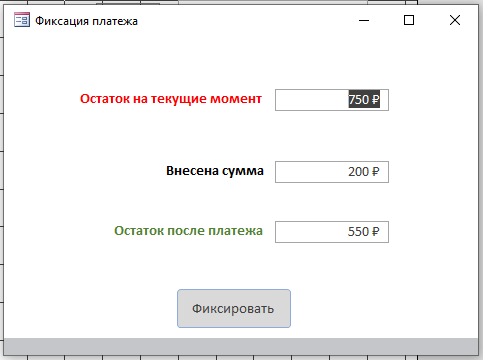 Фиксация платежа
Остаток на текущие момент 750 ₽
Внесена сумма 200 ₽
Остаток после платежа 550 ₽
Фиксировать